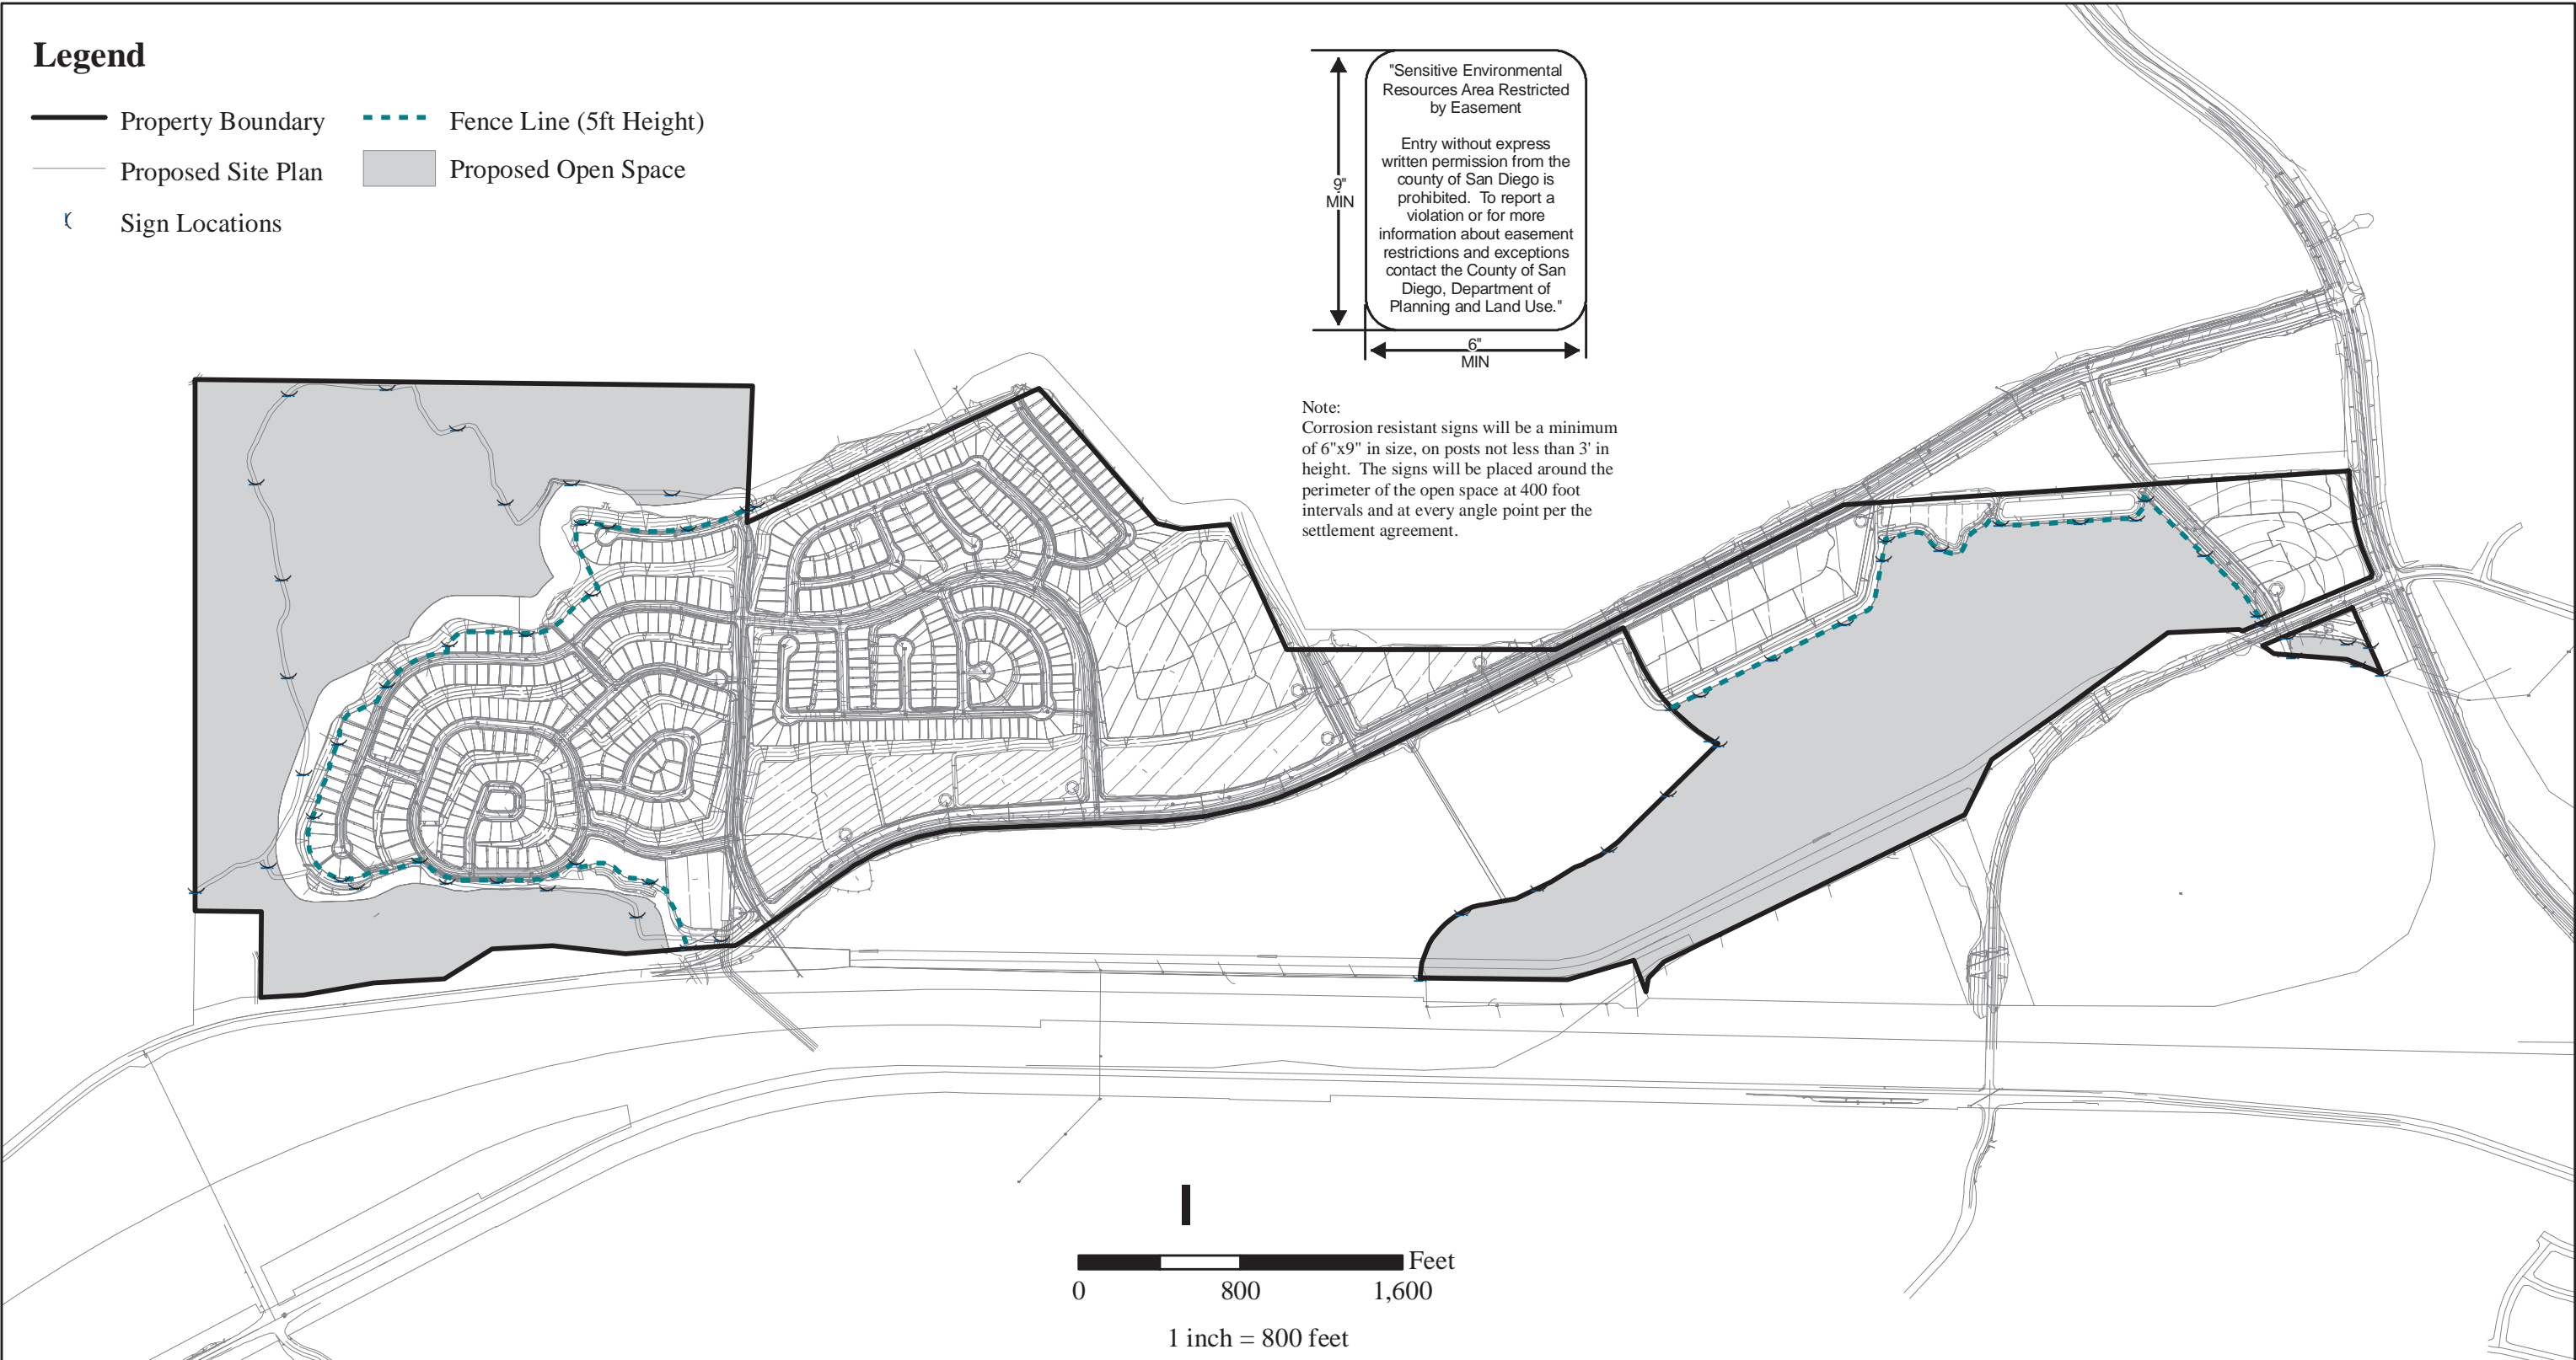 Legend
Property Boundary
Fence Line (5ft Height)
Proposed Site Plan
Proposed Open Space
Sign Locations
"Sensitive Environmental
Resources Area Restricted
by Easement
Entry without express
written permission from the
county of San Diego is
prohibited. To report a
violation or for more
information about easement
restrictions and exceptions
contact the County of San
Diego, Department of
Planning and Land Use."
9"
MIN
6"
MIN
Note:
Corrosion resistant signs will be a minimum
of 6"x9" in size, on posts not less than 3' in
height. The signs will be placed around the
perimeter of the open space at 400 foot
intervals and at every angle point per the
settlement agreement.
Feet
0 800 1,600
1 inch = 800 feet